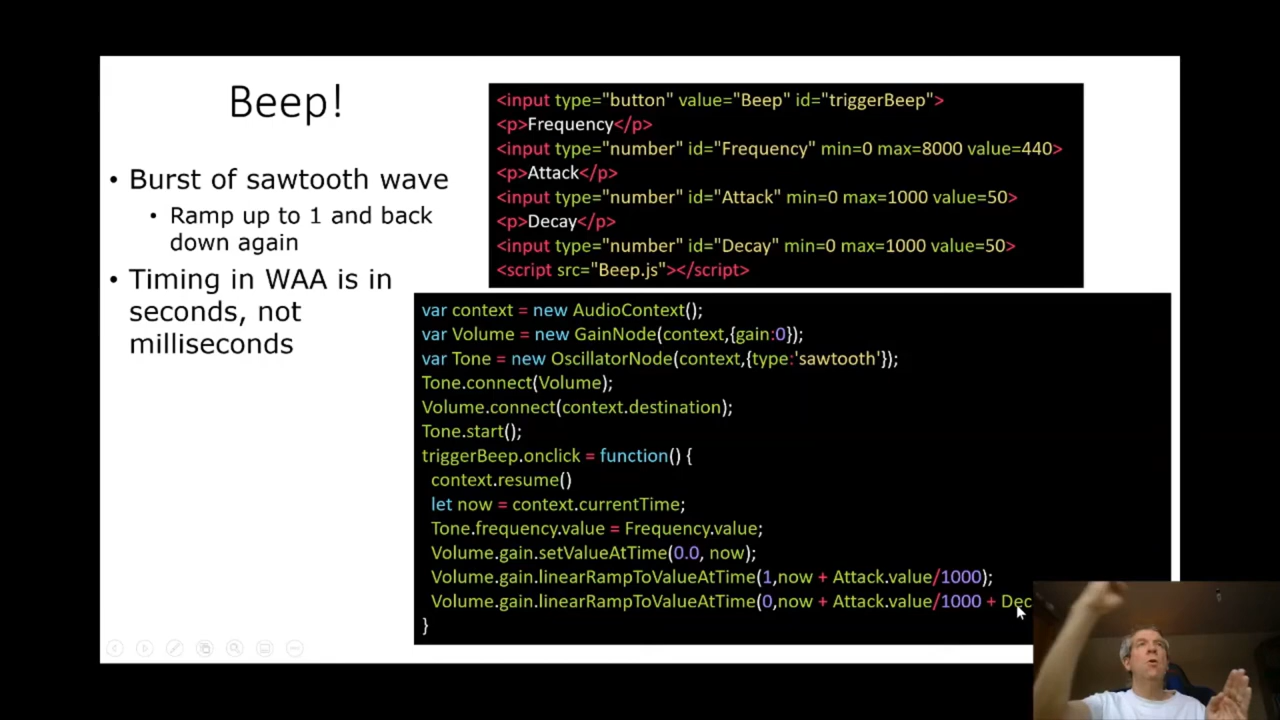 Beep!
• Burst of sawtooth wave
• Ramp up to 1 and back
down again
• Timing in WAA is in
seconds, not
milliseconds
<input type="button" value="Beep" id="triggerBeep">
<p>Frequency</p>
<input type="number" id="Frequency" min=0 max=8000 value=440>
<p>Attack</p>
<input type="number" id="Attack" min=0 max=1000 value=50>
<p>Decay</p>
<input type="number" id="Decay" min=0 max=1000 value=50>
<script src="Beep.js"></script>
var context = new AudioContext();
var Volume = new GainNode(context,{gain:0});
var Tone = new OscillatorNode(context,{type:'sawtooth'});
Tone.connect(Volume);
Volume.connect(context.destination);
Tone.start();
triggerBeep.onclick = function() {
context.resume()
let now = context.currentTime;
Tone.frequency.value = Frequency.value;
Volume.gain.setValueAtTime(0.0, now);
Volume.gain.linearRampToValueAtTime(1,now + Attack.value/1000);
Volume.gain.linearRampToValueAtTime(0,now + Attack.value/1000 + Dec
}